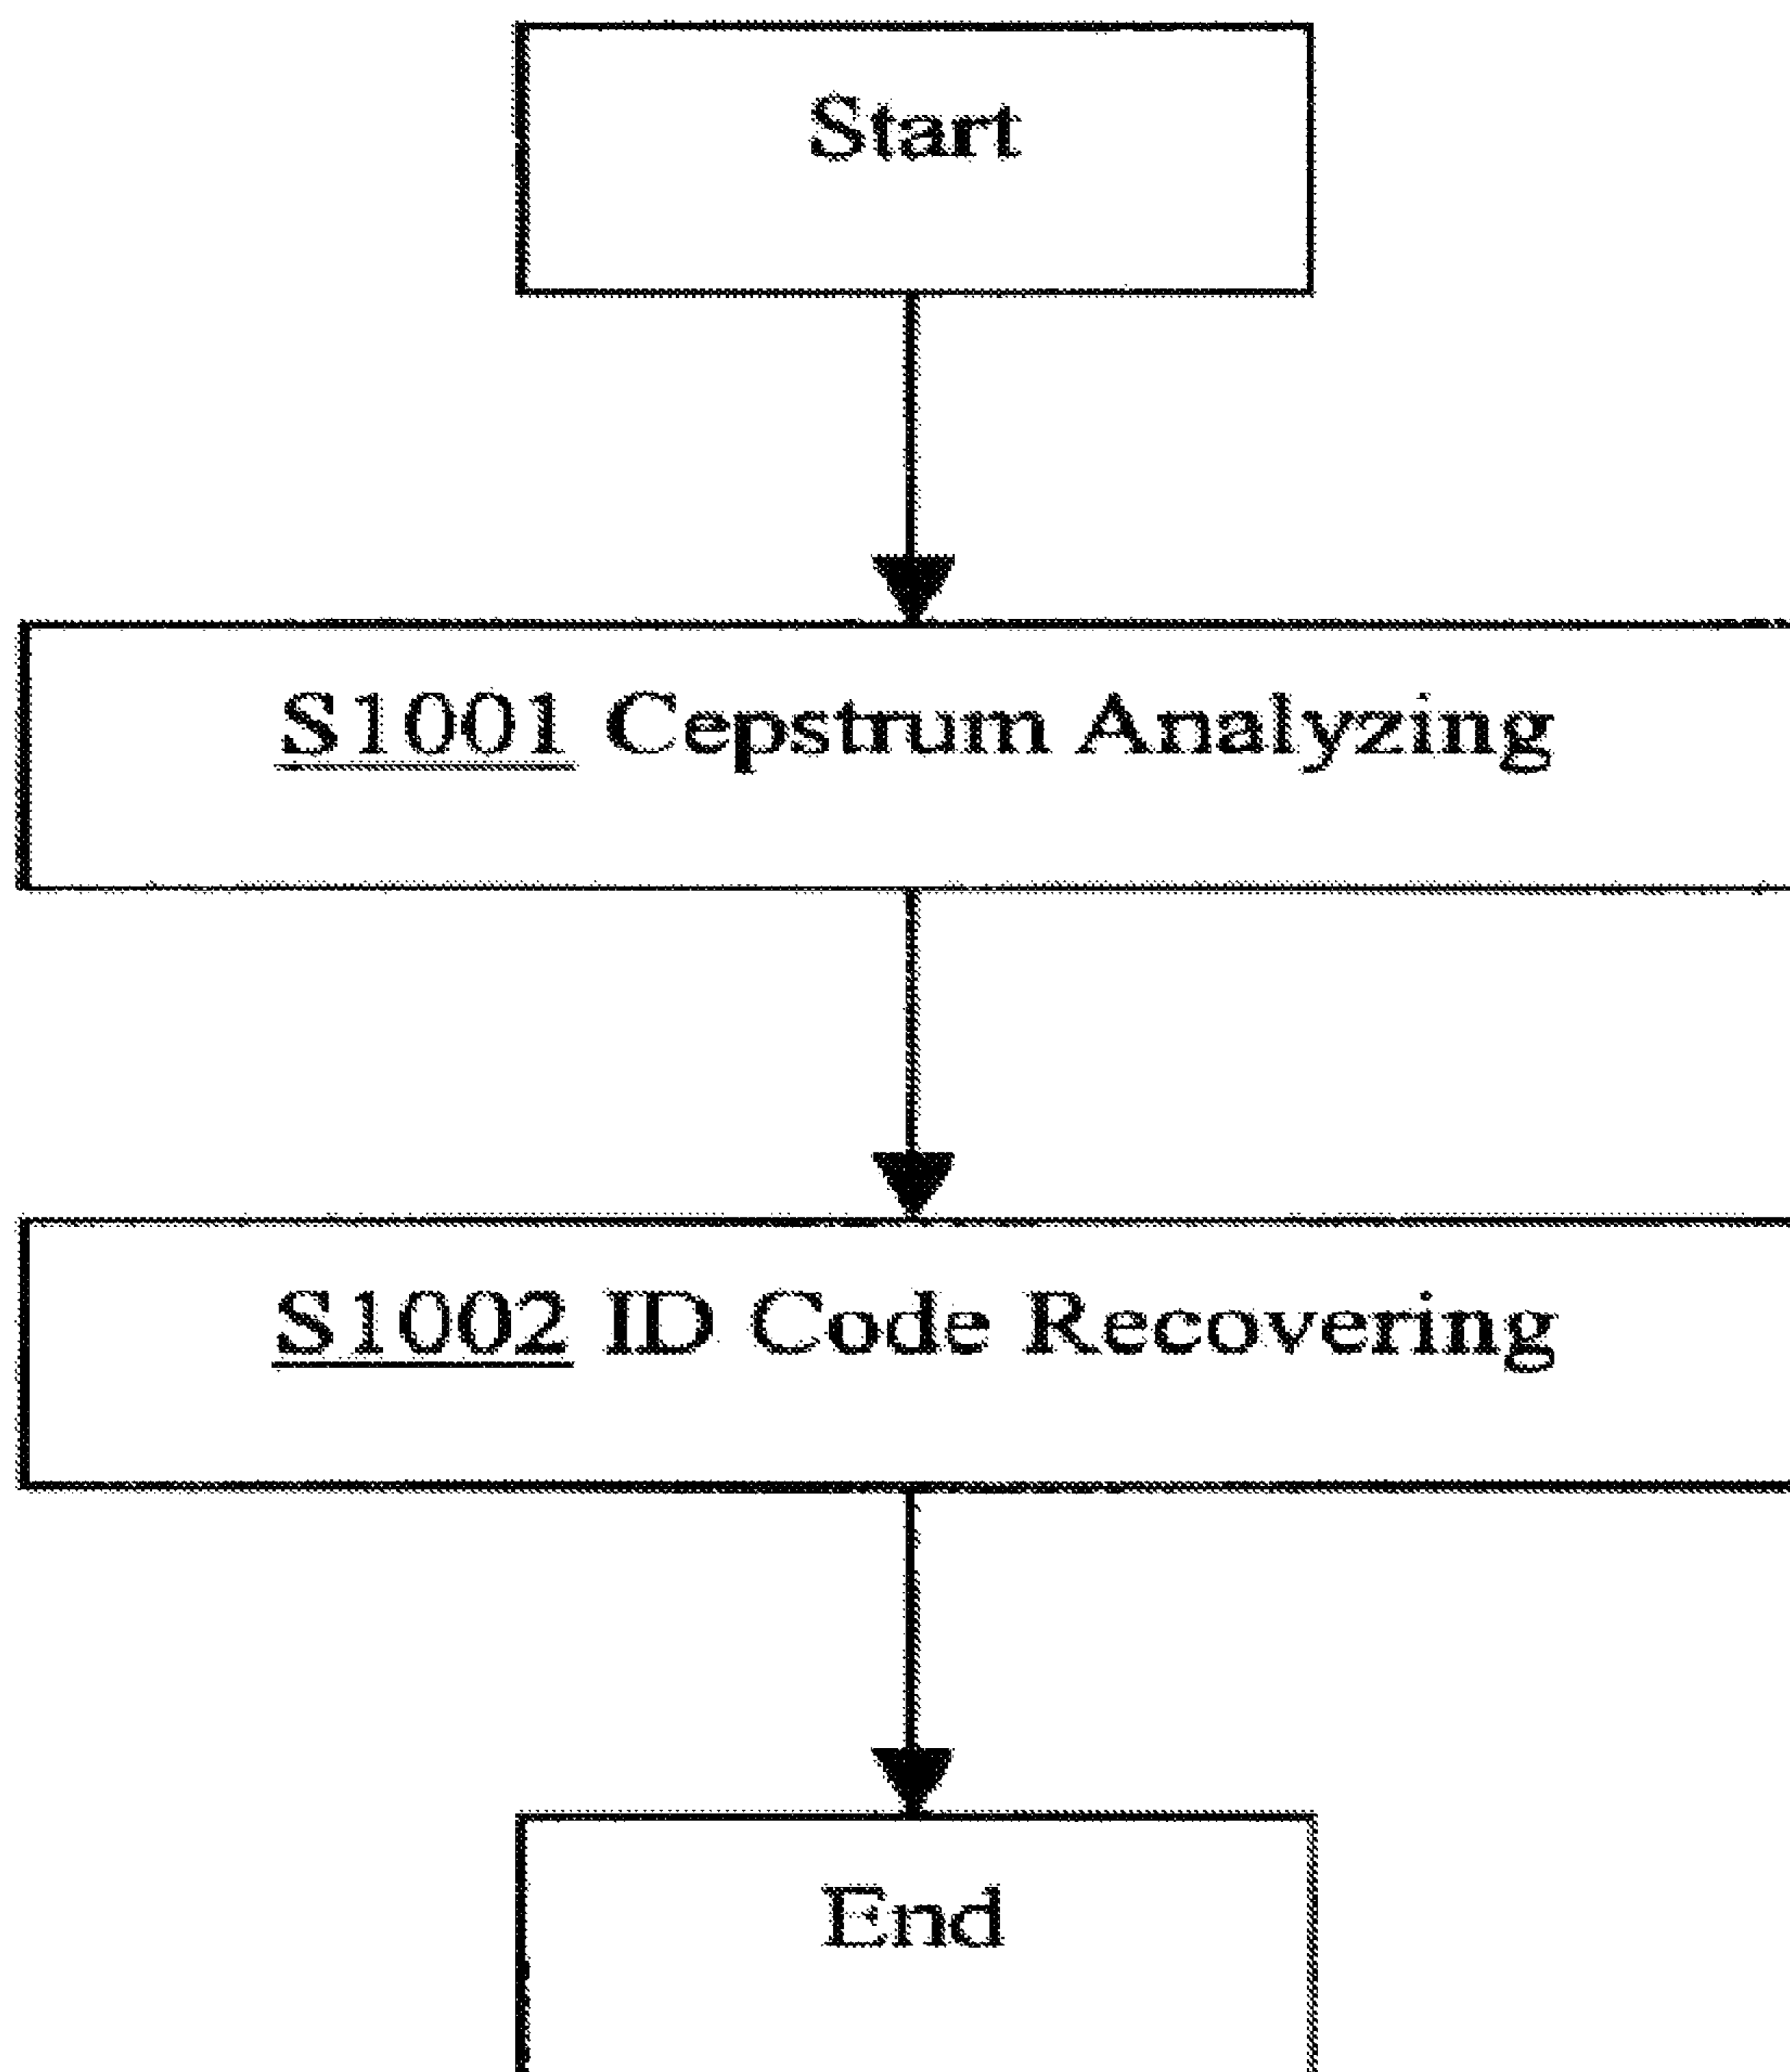 Start
S1001 Cepstrum Analyzing
S1002 ID Code Recovering
End